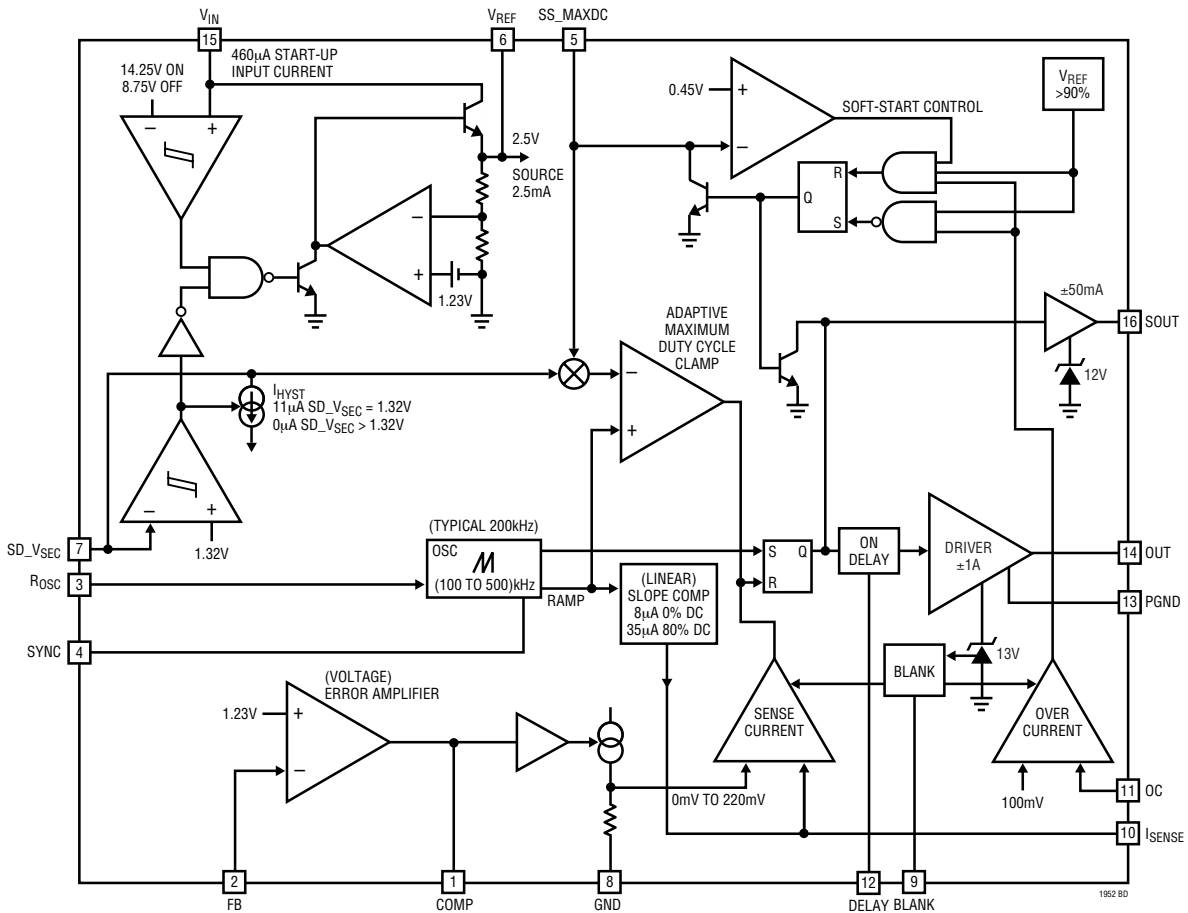 VIN
15
VREF
6
SS_MAXDC
5
460µA START-UP
INPUT CURRENT
14.25V ON
8.75V OFF
−
+
2.5V
SOURCE
2.5mA
−
+
1.23V
0.45V
+
−
SOFT-START CONTROL
VREF
>90%
R
Q
S
±50mA
16
SOUT
12V
ADAPTIVE
MAXIMUM
DUTY CYCLE
CLAMP
−
+
IHYST
11µA SD_VSEC = 1.32V
0µA SD_VSEC > 1.32V
−
+
1.32V
SD_VSEC
7
ROSC
3
SYNC
4
(TYPICAL 200kHz)
OSC
(100 TO 500)kHz
RAMP
(LINEAR)
SLOPE COMP
8µA 0% DC
35µA 80% DC
S
Q
R
ON
DELAY
DRIVER
±1A
14
OUT
13
PGND
13V
BLANK
(VOLTAGE)
ERROR AMPLIFIER
1.23V
+
−
SENSE
CURRENT
OVER
CURRENT
0mV TO 220mV
100mV
11
OC
10
ISENSE
2
FB
1
COMP
8
GND
12
DELAY
9
BLANK
1952 BD